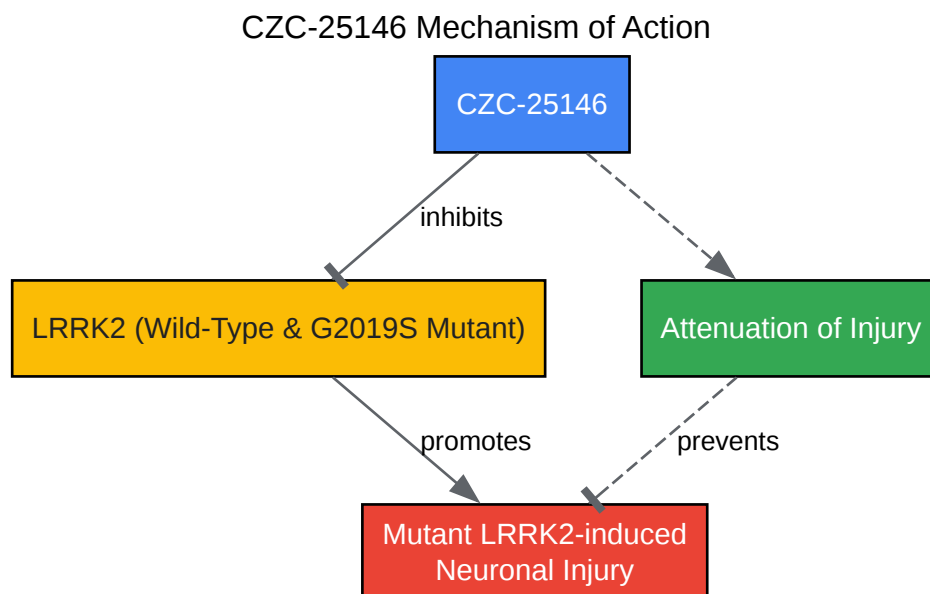 CZC-25146 Mechanism of Action
CZC-25146
inhibits
LRRK2 (Wild-Type & G2019S Mutant)
Attenuation of Injury
promotes
prevents
Mutant LRRK2-induced
Neuronal Injury